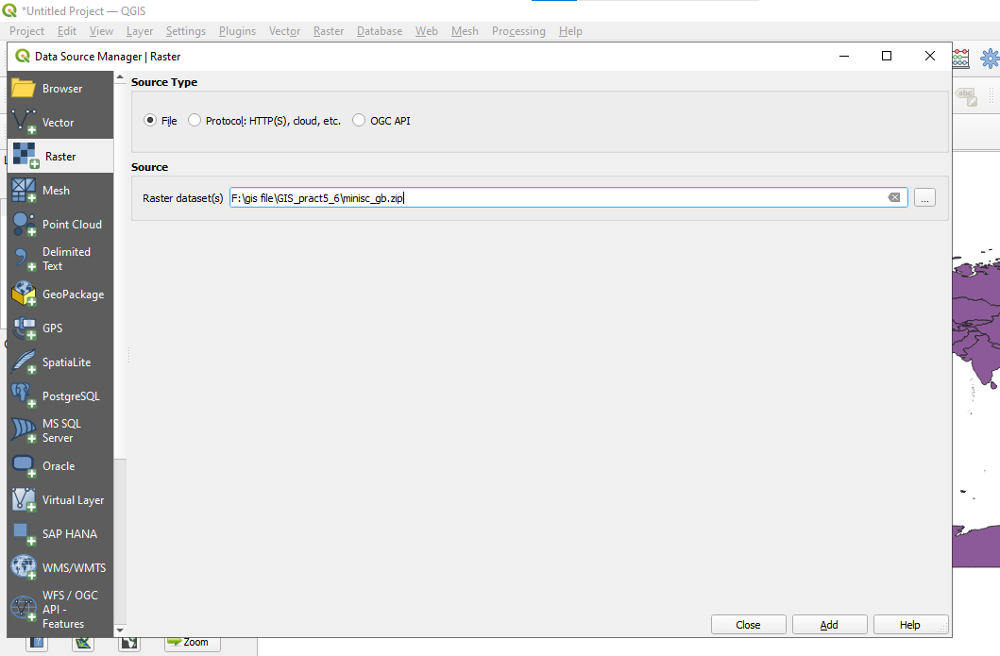 *Untitled Project — QGIS
Project Edit View Layer Settings Plugins Vector Raster Database Web Mesh Processing Help
Data Source Manager | Raster
abc
Browser
Vector
Raster
Mesh
Point Cloud
Delimited
Text
GeoPackage
GPS
SpatiaLite
PostgreSQL
MS SQL
Server
Oracle
Virtual Layer
SAP HANA
WMS/WMTS
WFS / OGC
API -
Features
Source Type
File Protocol: HTTP(S), cloud, etc. OGC API
Source
Raster dataset(s) F:\gis file\GIS_pract5_6\minisc_gb.zip ...
Close Add Help
Zoom